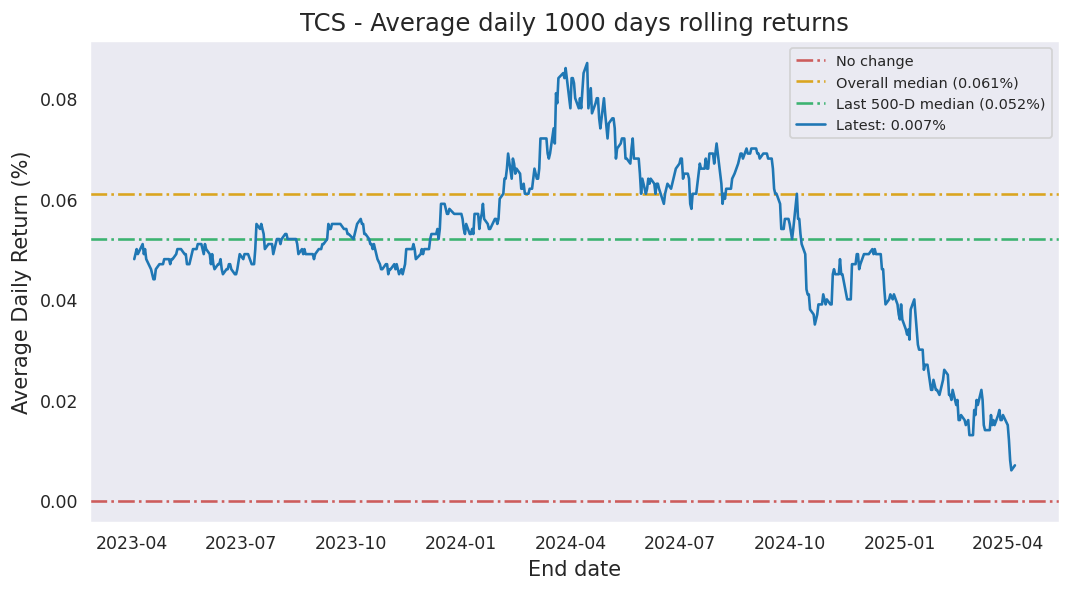 TCS - Average daily 1000 days rolling returns
No change
Overall median (0.061%)
Last 500-D median (0.052%)
Latest: 0.007%
Average Daily Return (%)
0.08
0.06
0.04
0.02
0.00
2023-04 2023-07 2023-10 2024-01 2024-04 2024-07 2024-10 2025-01 2025-04
End date